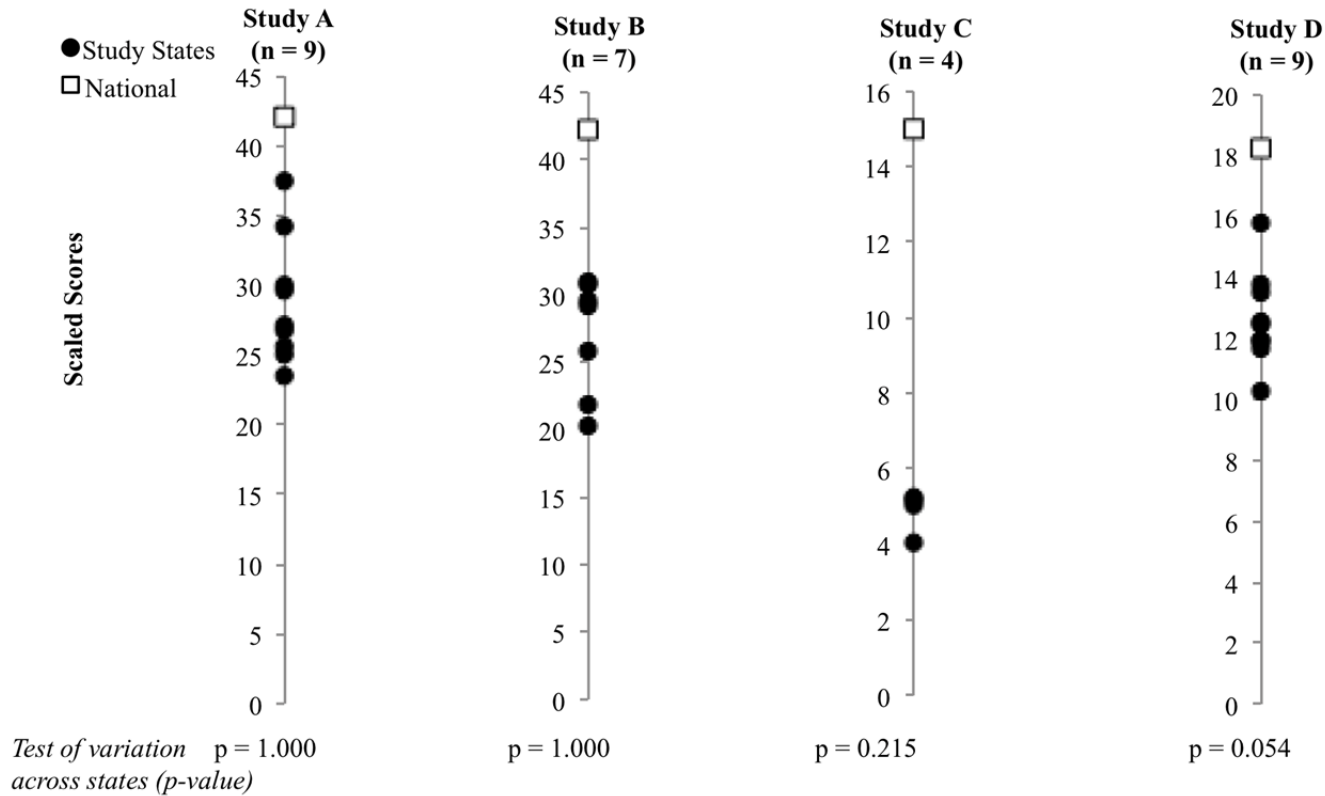 Study States
National
Scaled Scores
Study A
(n = 9)
45
40
35
30
25
20
15
10
5
0
Study B
(n = 7)
45
40
35
30
25
20
15
10
5
0
Study C
(n = 4)
16
14
12
10
8
6
4
2
0
Study D
(n = 9)
20
18
16
14
12
10
8
6
4
2
0
Test of variation
across states (p-value)
p = 1.000
p = 1.000
p = 0.215
p = 0.054